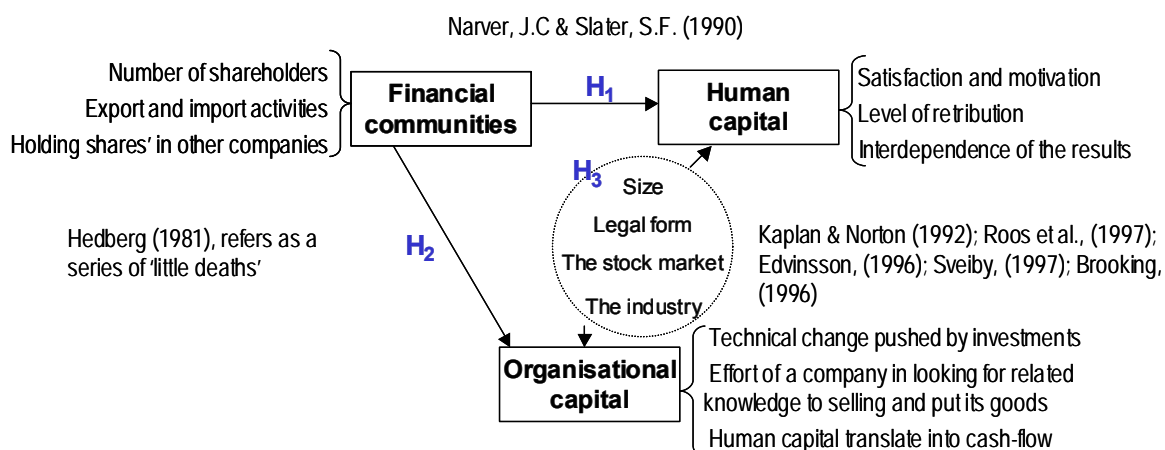 Narver, J.C & Slater, S.F. (1990)
Number of shareholders
Export and import activities
Holding shares' in other companies
Financial
communities
H1
Human
capital
Satisfaction and motivation
Level of retribution
Interdependence of the results
H3
Size
Legal form
The stock market
The industry
Hedberg (1981), refers as a
series of 'little deaths'
H2
Kaplan & Norton (1992); Roos et al., (1997);
Edvinsson, (1996); Sveiby, (1997); Brooking,
(1996)
Organisational
capital
Technical change pushed by investments
Effort of a company in looking for related
knowledge to selling and put its goods
Human capital translate into cash-flow